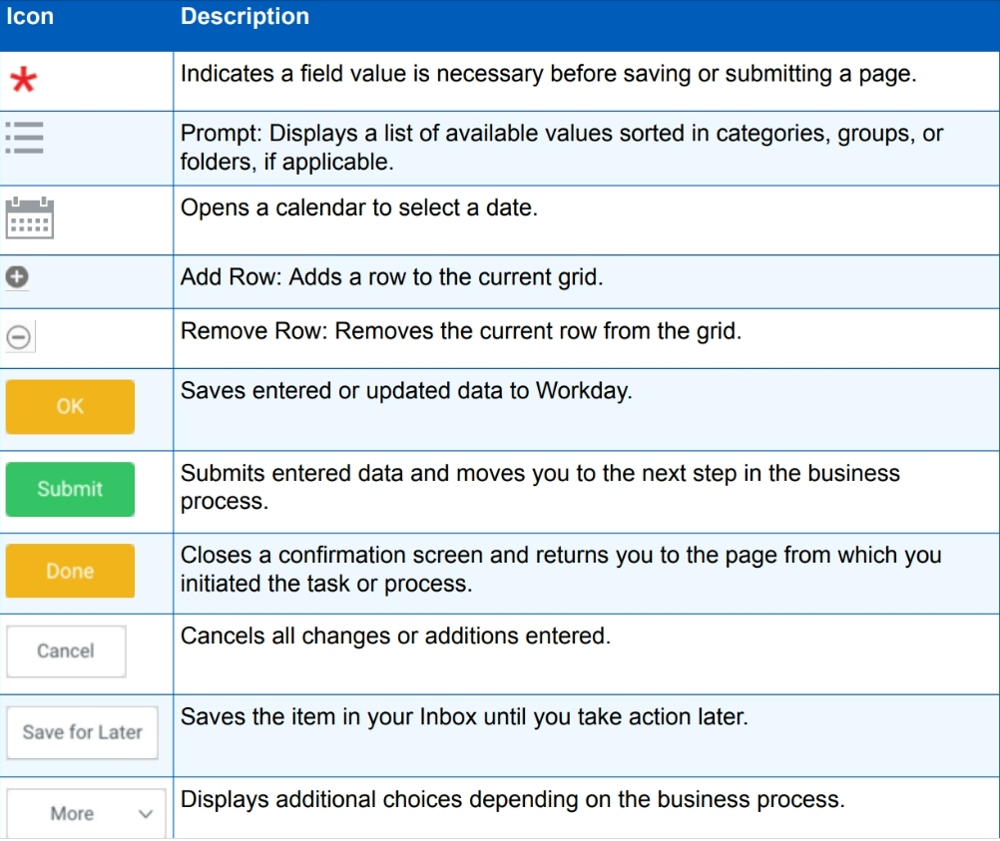 Icon Description
* Indicates a field value is necessary before saving or submitting a page.
Prompt: Displays a list of available values sorted in categories, groups, or
folders, if applicable.
Opens a calendar to select a date.
Add Row: Adds a row to the current grid.
Remove Row: Removes the current row from the grid.
OK Saves entered or updated data to Workday.
Submit Submits entered data and moves you to the next step in the business
process.
Done Closes a confirmation screen and returns you to the page from which you
initiated the task or process.
Cancel Cancels all changes or additions entered.
Save for Later Saves the item in your Inbox until you take action later.
More Displays additional choices depending on the business process.